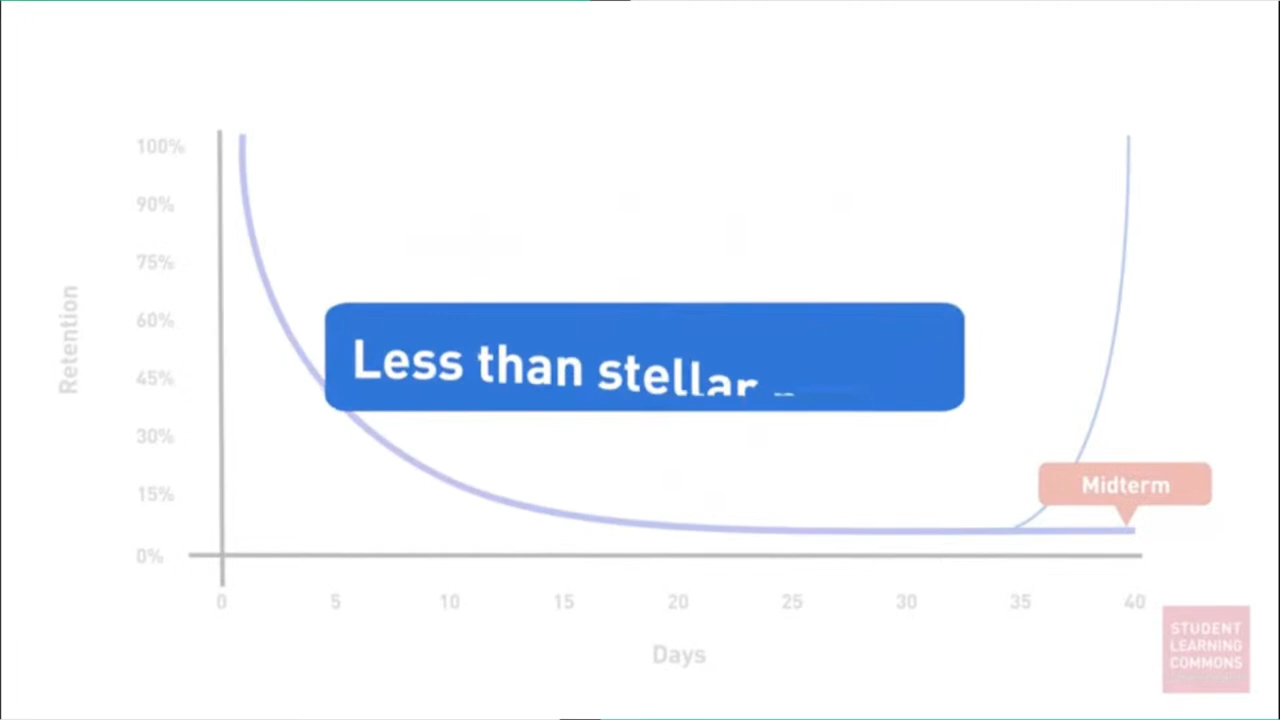 100%
90%
75%
60%
45%
30%
15%
0%
Retention
Less than stellar
Midterm
0 5 10 15 20 25 30 35 40
Days
STUDENT
LEARNING
COMMONS